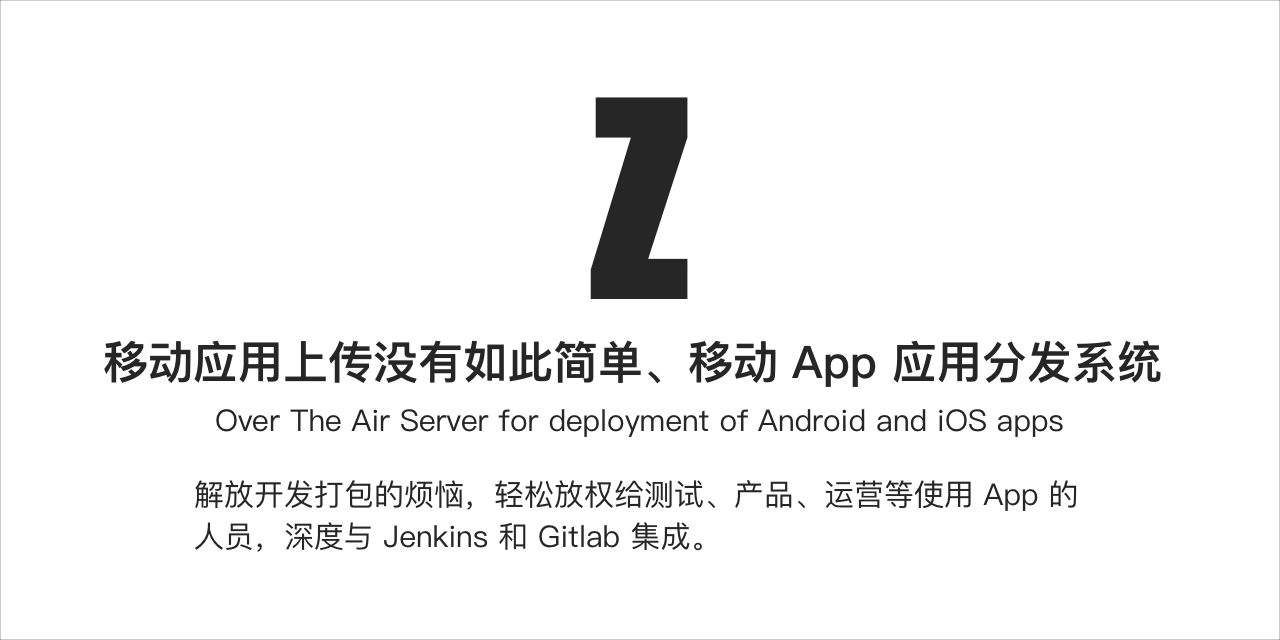 Z
移动应用上传没有如此简单、移动 App 应用分发系统
Over The Air Server for deployment of Android and iOS apps
解放开发打包的烦恼，轻松放权给测试、产品、运营等使用 App 的
人员，深度与 Jenkins 和 Gitlab 集成。